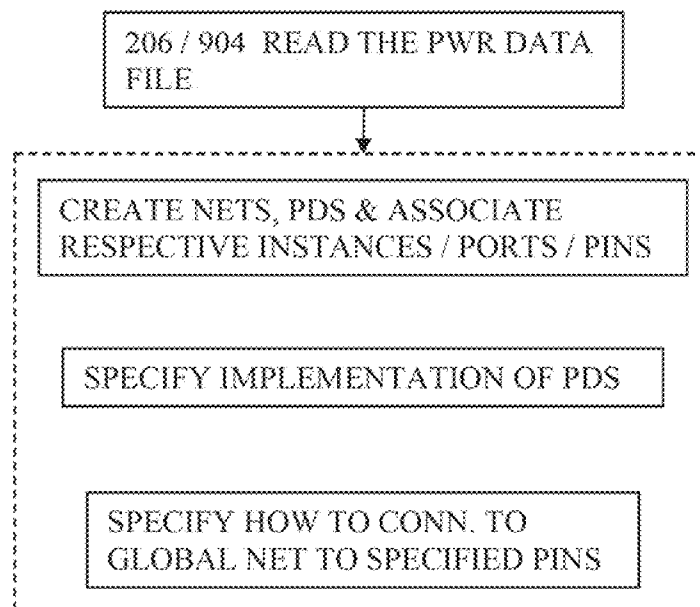 206 / 904 READ THE PWR DATA
FILE
CREATE NETS, PDS & ASSOCIATE
RESPECTIVE INSTANCES / PORTS / PINS
SPECIFY IMPLEMENTATION OF PDS
SPECIFY HOW TO CONN. TO
GLOBAL NET TO SPECIFIED PINS